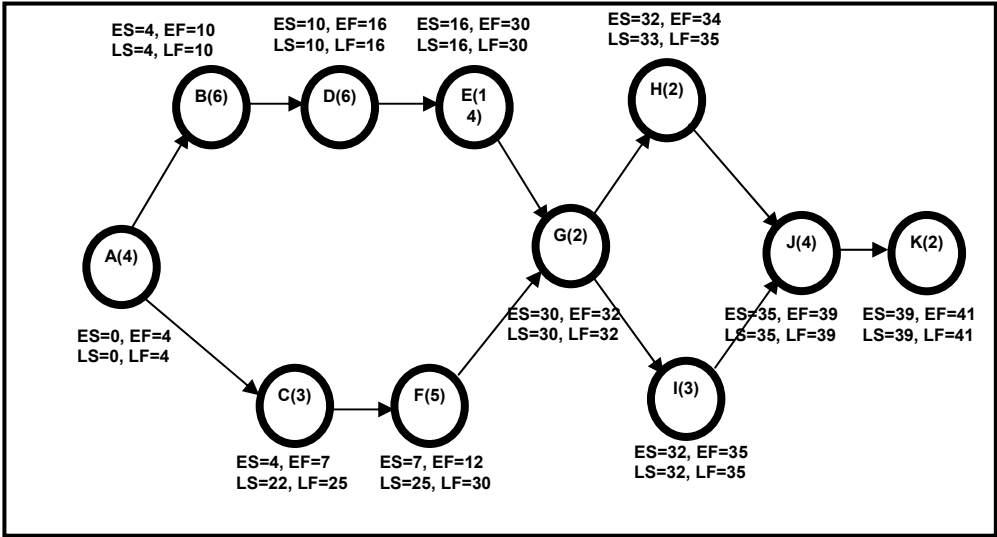 ES=4, EF=10
LS=4, LF=10
ES=10, EF=16
LS=10, LF=16
ES=16, EF=30
LS=16, LF=30
ES=32, EF=34
LS=33, LF=35
B(6)
D(6)
E(1
4)
H(2)
A(4)
G(2)
J(4)
K(2)
ES=0, EF=4
LS=0, LF=4
ES=30, EF=32
LS=30, LF=32
ES=35, EF=39
LS=35, LF=39
ES=39, EF=41
LS=39, LF=41
C(3)
F(5)
I(3)
ES=4, EF=7
LS=22, LF=25
ES=7, EF=12
LS=25, LF=30
ES=32, EF=35
LS=32, LF=35